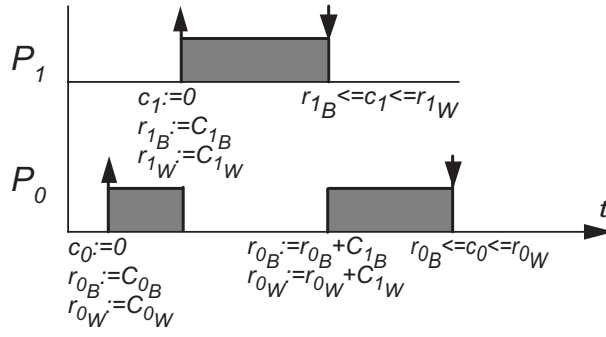 P1
c1:=0
r1B<=c1<=r1W
r1B:=C1B
r1W:=C1W
P0
t
c0:=0
r0B:=r0B+C1B
r0B<=c0<=r0W
r0B:=C0B
r0W:=r0W+C1W
r0W:=C0W